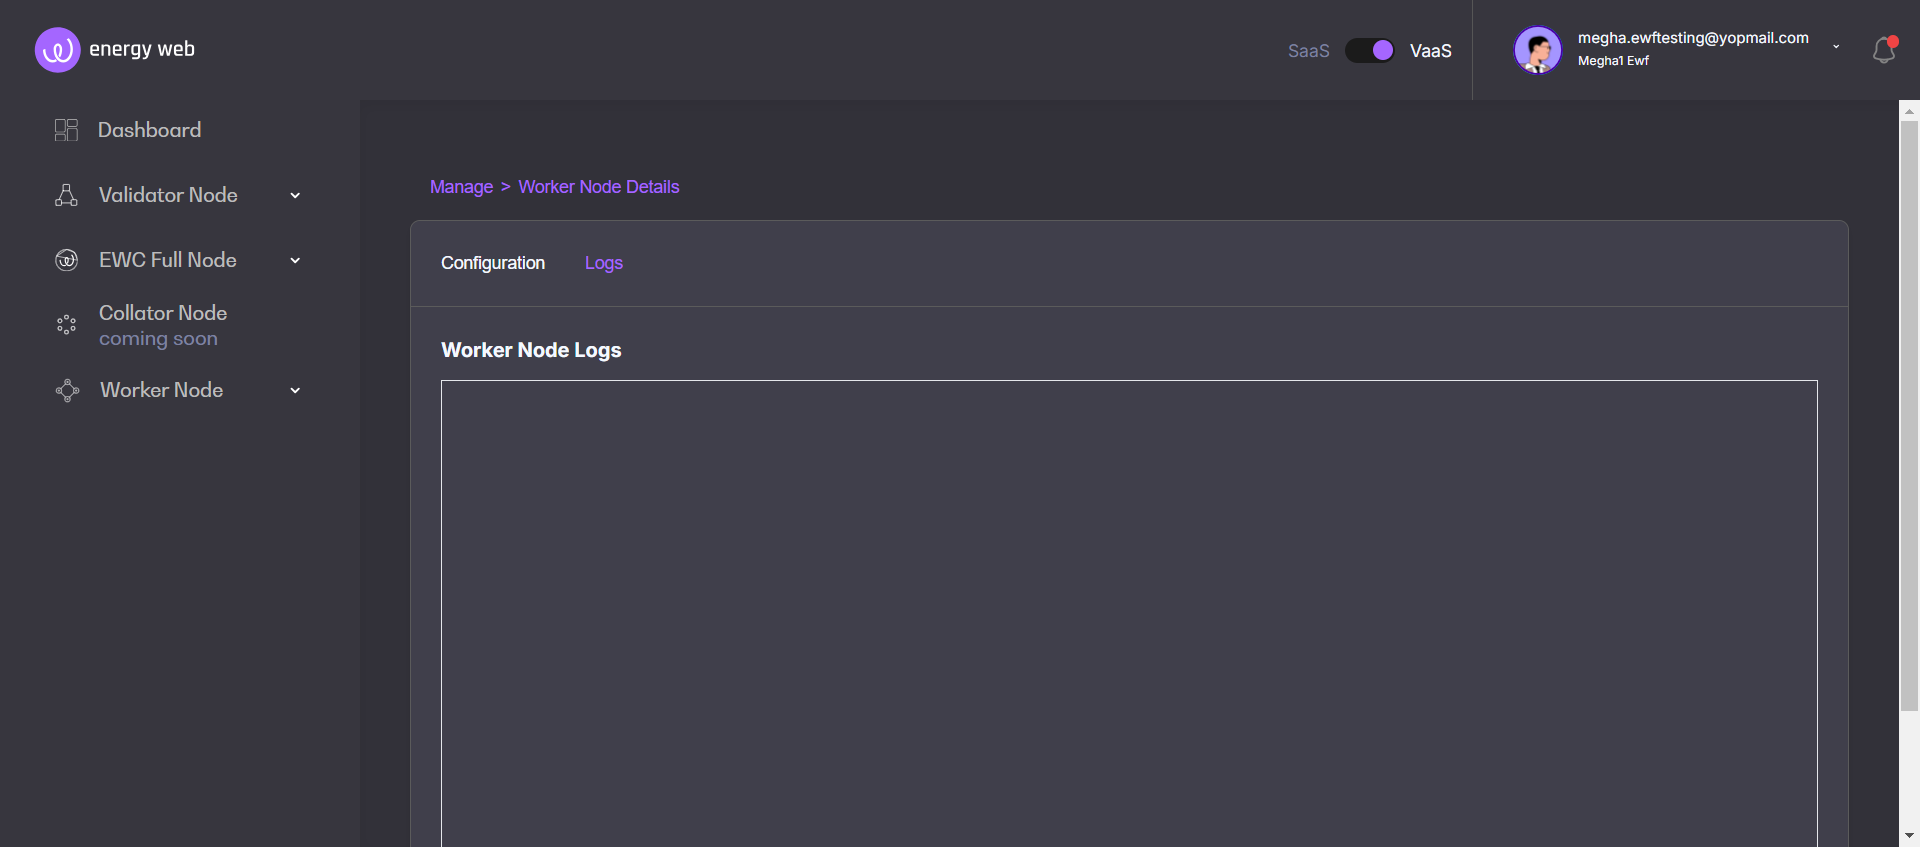 energy web
SaaS
VaaS
megha.ewftesting@yopmail.com
Megha1 Ewf
Dashboard
Validator Node
EWC Full Node
Collator Node
coming soon
Worker Node
Manage > Worker Node Details
Configuration
Logs
Worker Node Logs